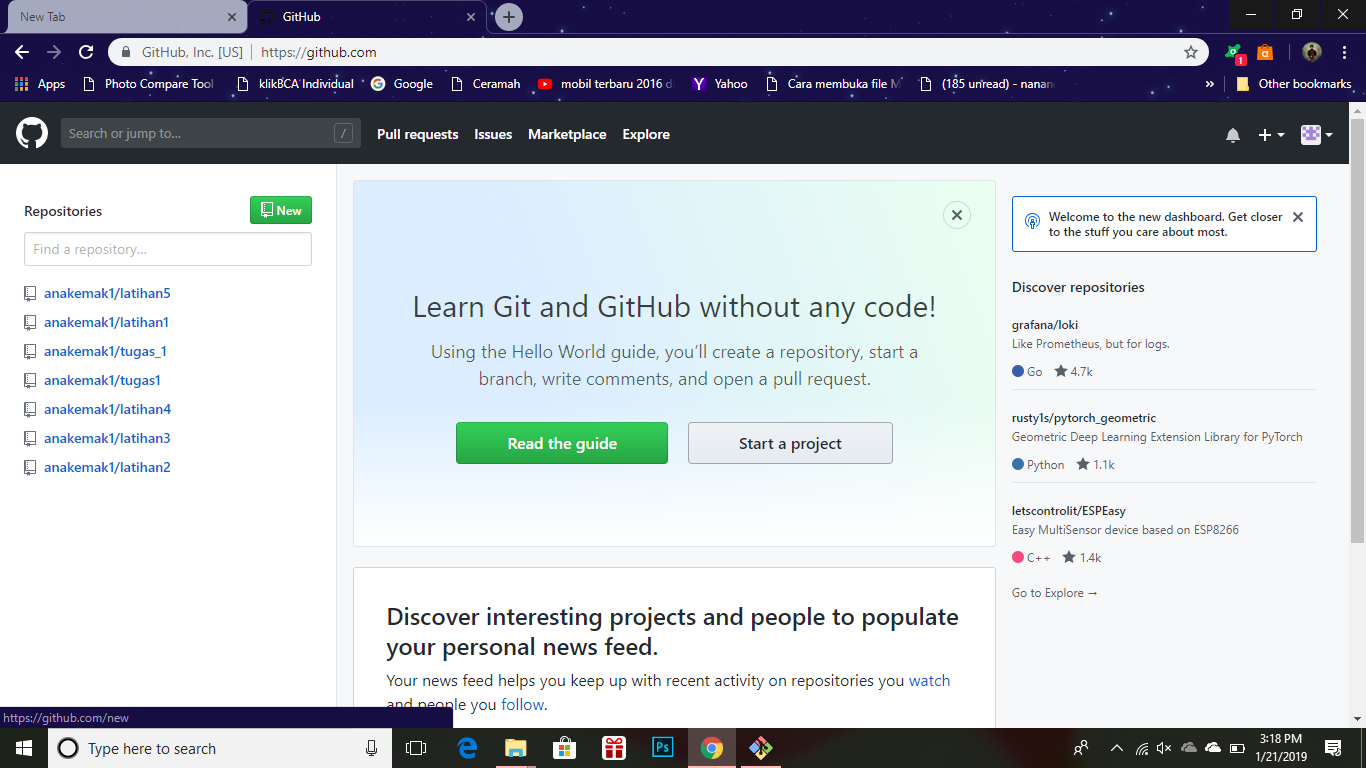 New Tab
GitHub
GitHub, Inc. [US]
https://github.com
1
Apps
Photo Compare Tool
klikBCA Individual
Google
Ceramah
mobil terbaru 2016 d
Yahoo
Cara membuka file M
(185 unread) - nanan
»
Other bookmarks
Search or jump to...
/
Pull requests
Issues
Marketplace
Explore
Repositories
New
Find a repository...
anakemak1/latihan5
anakemak1/latihan1
anakemak1/tugas_1
anakemak1/tugas1
anakemak1/latihan4
anakemak1/latihan3
anakemak1/latihan2
Learn Git and GitHub without any code!
Using the Hello World guide, you’ll create a repository, start a
branch, write comments, and open a pull request.
Read the guide
Start a project
Discover interesting projects and people to populate
your personal news feed.
Your news feed helps you keep up with recent activity on repositories you watch
and people you follow.
Welcome to the new dashboard. Get closer
to the stuff you care about most.
Discover repositories
grafana/loki
Like Prometheus, but for logs.
Go
4.7k
rusty1s/pytorch_geometric
Geometric Deep Learning Extension Library for PyTorch
Python
1.1k
letscontrolit/ESPEasy
Easy MultiSensor device based on ESP8266
C++
1.4k
Go to Explore →
https://github.com/new
Type here to search
Ps
3:18 PM
1/21/2019